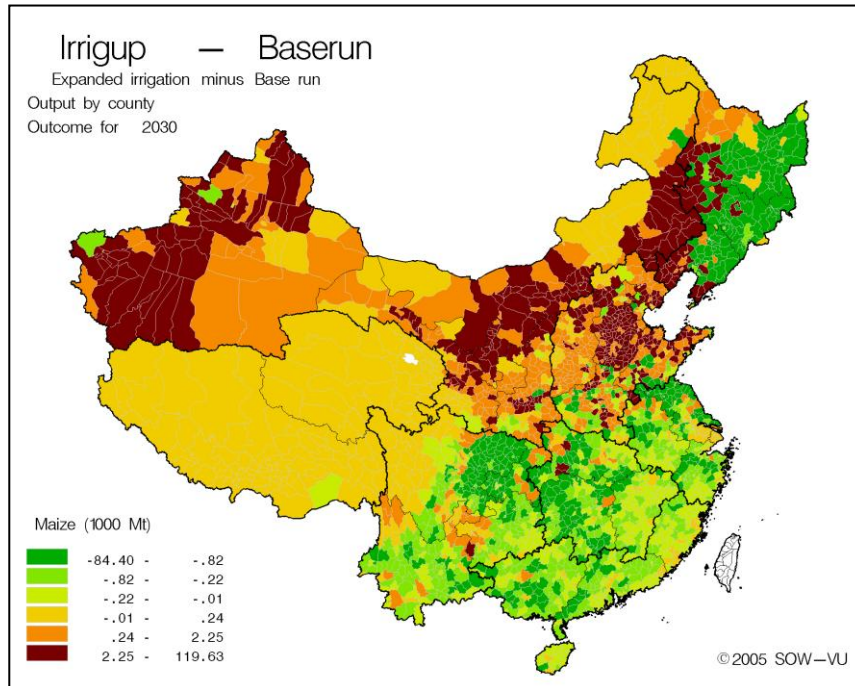 Irrigup — Baserun
Expanded irrigation minus Base run
Output by county
Outcome for 2030
Maize (1000 Mt)
-84.40 - -.82
-.82 - -.22
-.22 - -.01
-.01 - .24
.24 - 2.25
2.25 - 119.63
©2005 SOW—VU